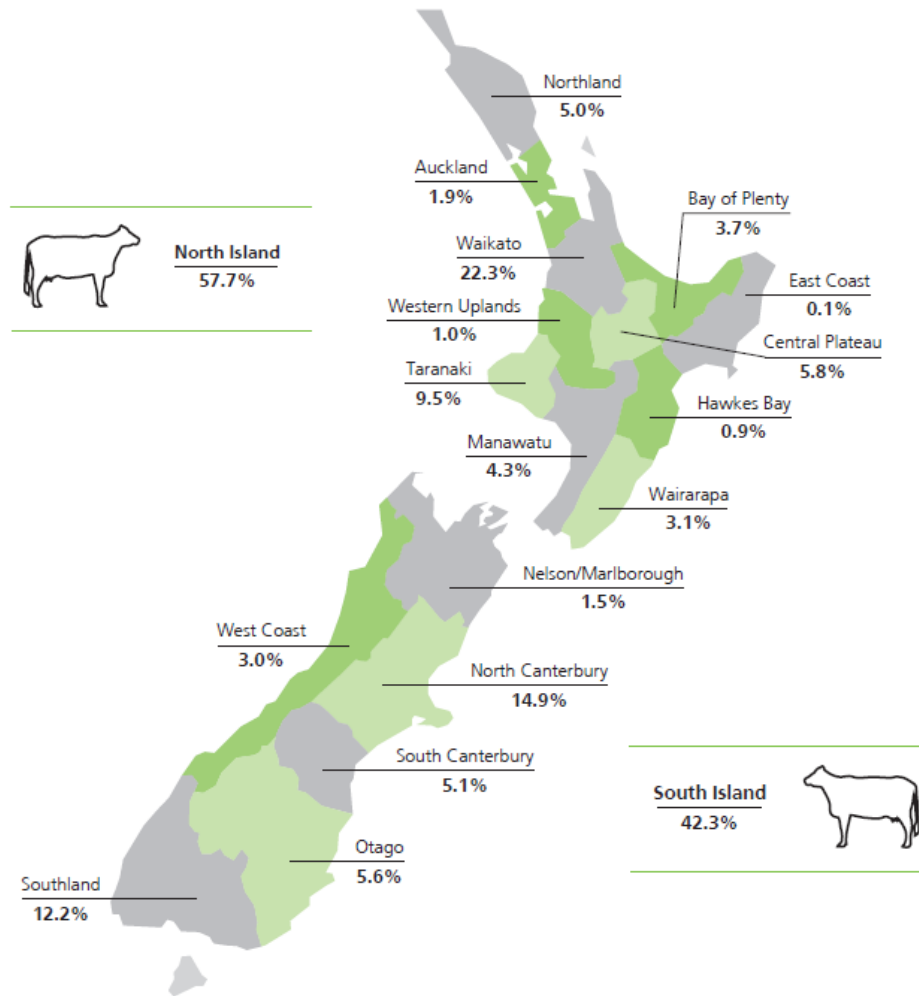 Northland
5.0%
Auckland
1.9%
Bay of Plenty
3.7%
North Island
57.7%
Waikato
22.3%
East Coast
0.1%
Western Uplands
1.0%
Central Plateau
5.8%
Taranaki
9.5%
Hawkes Bay
0.9%
Manawatu
4.3%
Wairarapa
3.1%
Nelson/Marlborough
1.5%
West Coast
3.0%
North Canterbury
14.9%
South Canterbury
5.1%
South Island
42.3%
Otago
5.6%
Southland
12.2%